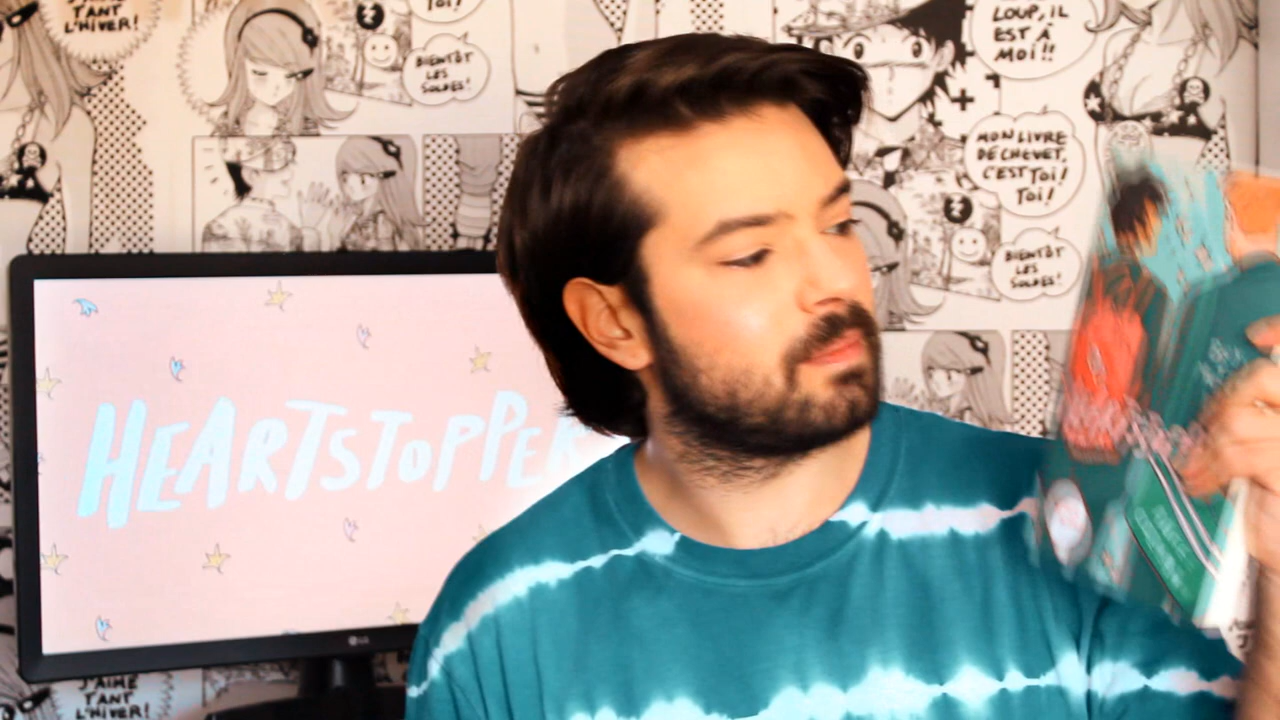 J'AIME
TANT
L'HIVER!
TOI!
BIENTÔT
LES
SOLDES!
LOUP, IL
EST À
MOI!!
MON LIVRE
DE CHEVET,
C'EST TOI!
TOI!
BIENTÔT
LES
SOLDES!
HEARTSTOPPER
LG
J'AIME
TANT
L'HIVER!